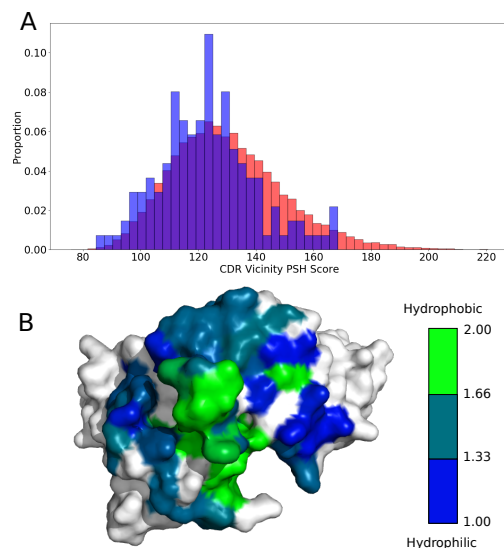 A
0.10
0.08
0.06
0.04
0.02
0.00
Proportion
80 100 120 140 160 180 200 220
CDR Vicinity PSH Score
B
Hydrophobic
2.00
1.66
1.33
1.00
Hydrophilic